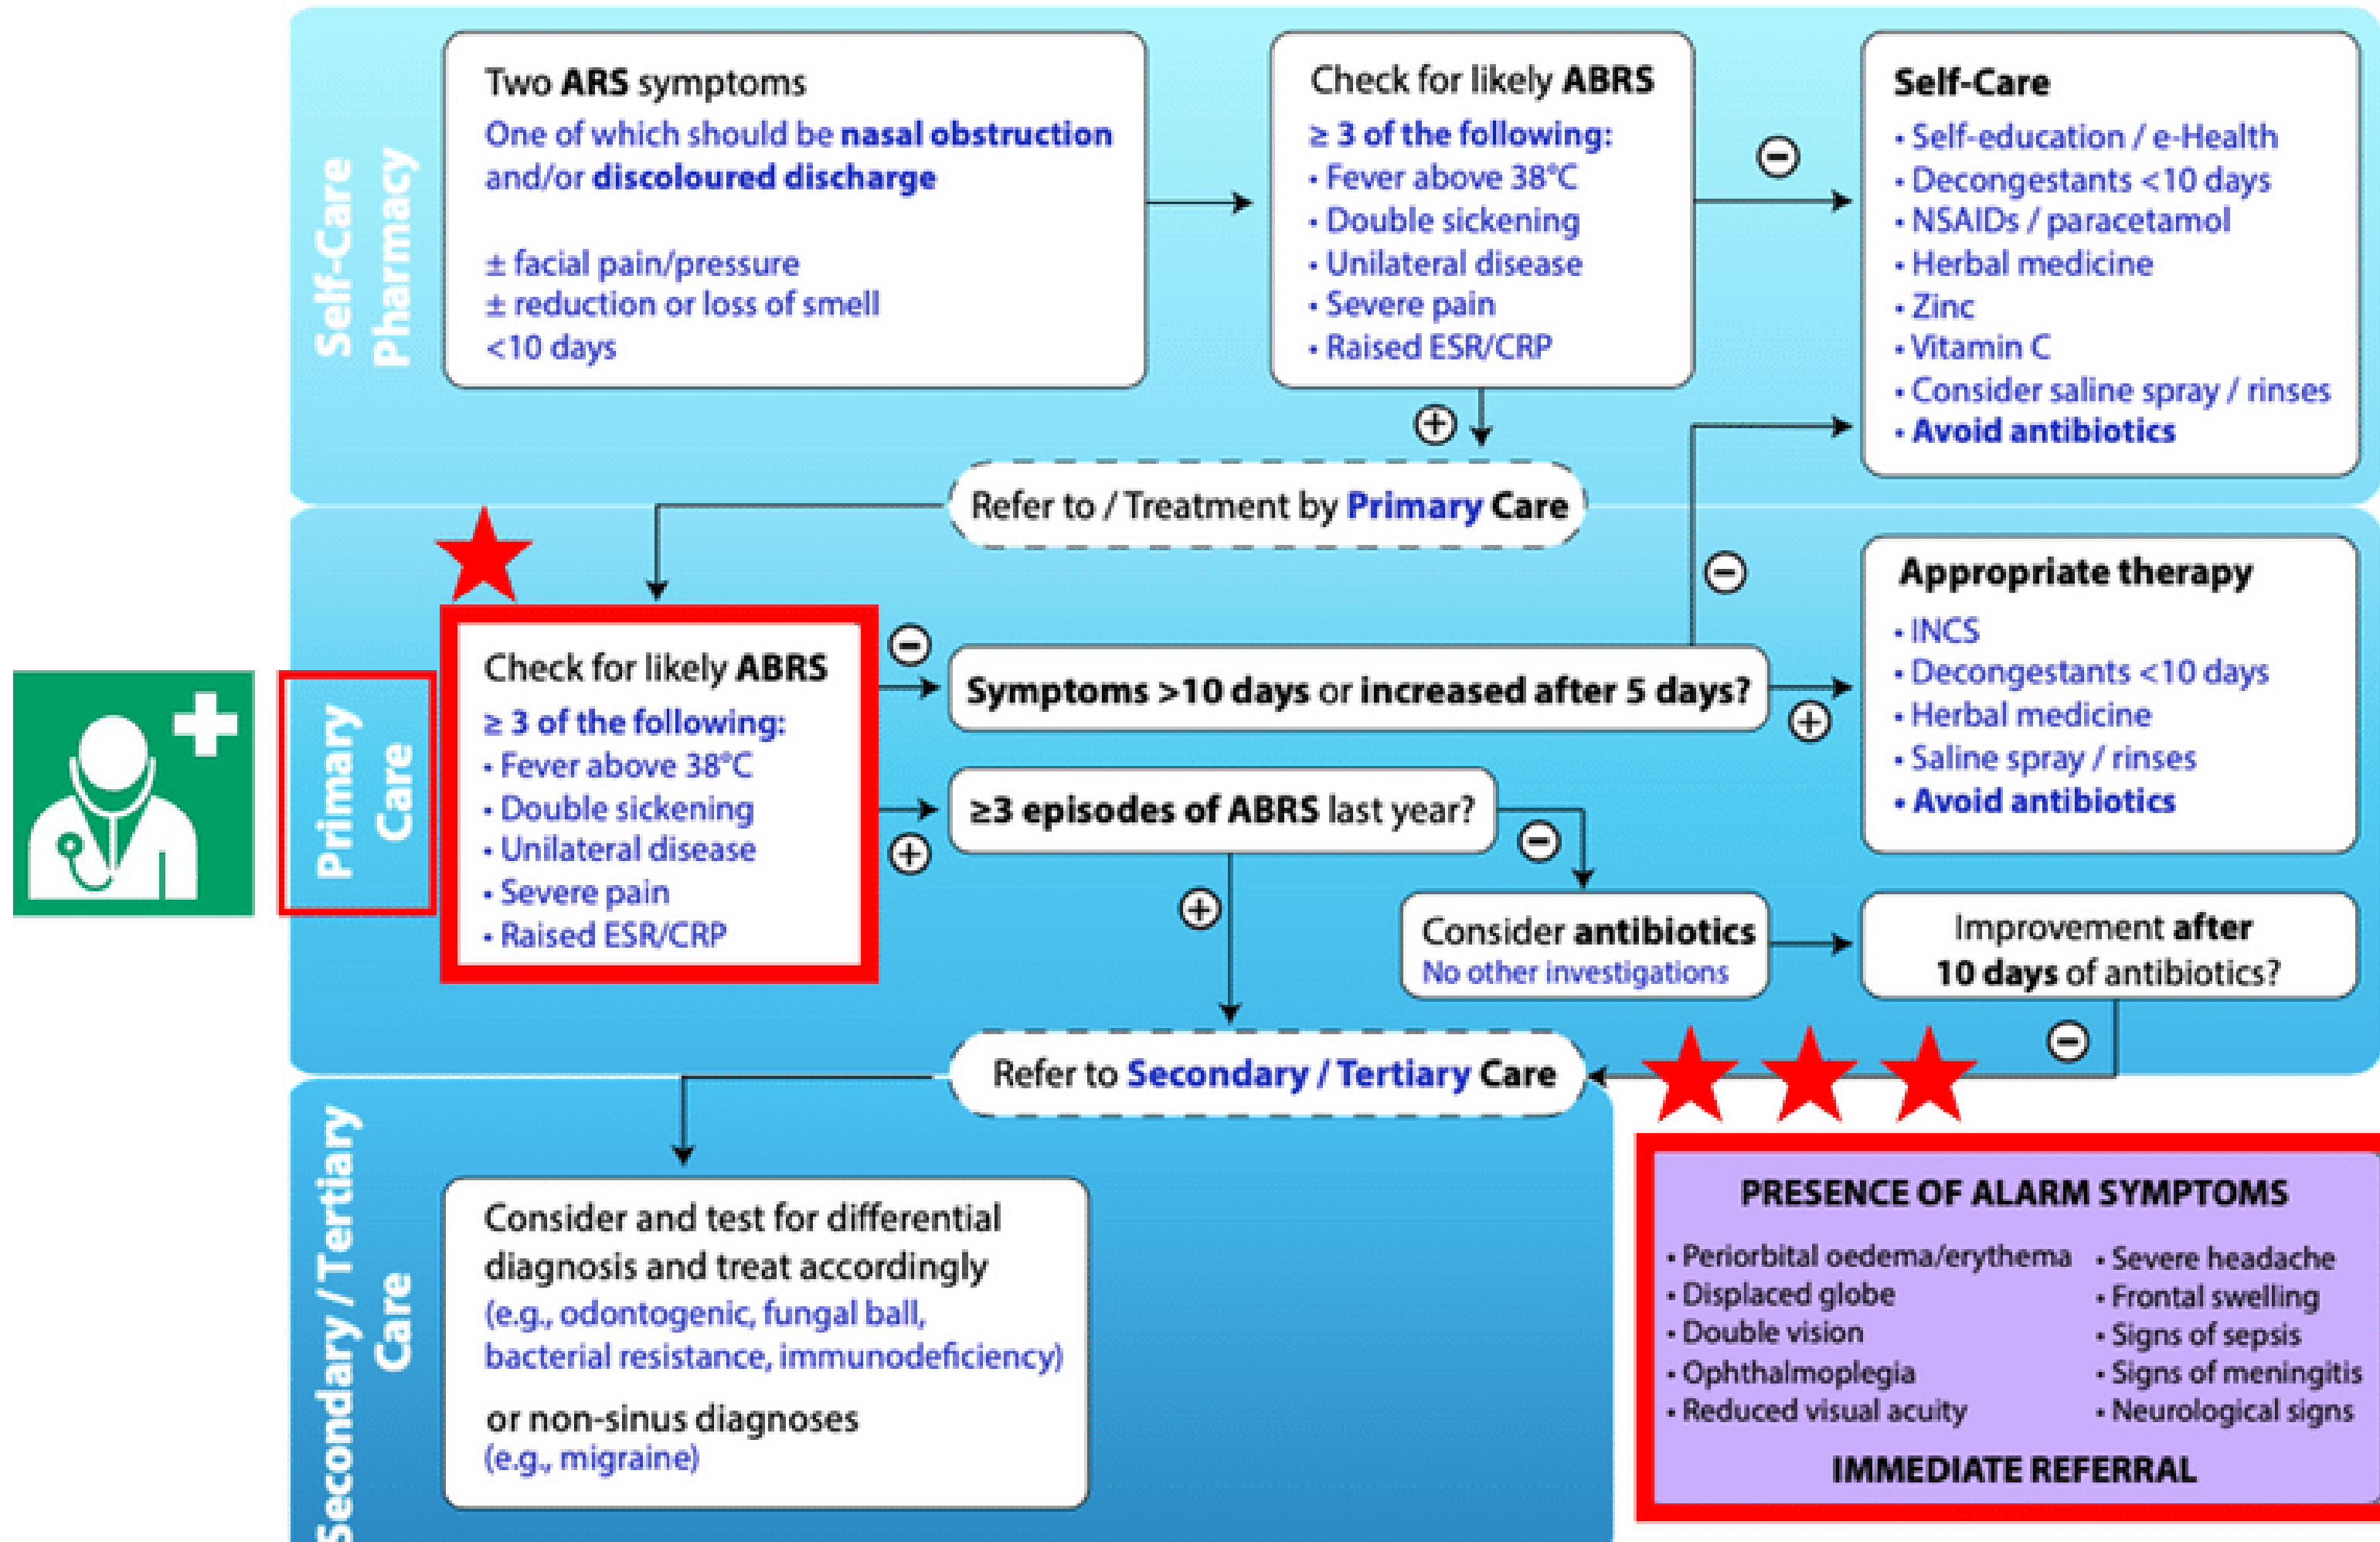 Self-Care
Pharmacy
Two ARS symptoms
One of which should be nasal obstruction
and/or discoloured discharge
± facial pain/pressure
± reduction or loss of smell
<10 days
Check for likely ABRS
≥ 3 of the following:
• Fever above 38°C
• Double sickening
• Unilateral disease
• Severe pain
• Raised ESR/CRP
Self-Care
• Self-education / e-Health
• Decongestants <10 days
• NSAIDs / paracetamol
• Herbal medicine
• Zinc
• Vitamin C
• Consider saline spray / rinses
• Avoid antibiotics
Refer to / Treatment by Primary Care
Primary
Care
Check for likely ABRS
≥ 3 of the following:
• Fever above 38°C
• Double sickening
• Unilateral disease
• Severe pain
• Raised ESR/CRP
Symptoms >10 days or increased after 5 days?
Appropriate therapy
• INCS
• Decongestants <10 days
• Herbal medicine
• Saline spray / rinses
• Avoid antibiotics
≥3 episodes of ABRS last year?
Consider antibiotics
No other investigations
Improvement after
10 days of antibiotics?
Refer to Secondary / Tertiary Care
Secondary / Tertiary
Care
Consider and test for differential
diagnosis and treat accordingly
(e.g., odontogenic, fungal ball,
bacterial resistance, immunodeficiency)
or non-sinus diagnoses
(e.g., migraine)
PRESENCE OF ALARM SYMPTOMS
• Periorbital oedema/erythema
• Displaced globe
• Double vision
• Ophthalmoplegia
• Reduced visual acuity
• Severe headache
• Frontal swelling
• Signs of sepsis
• Signs of meningitis
• Neurological signs
IMMEDIATE REFERRAL